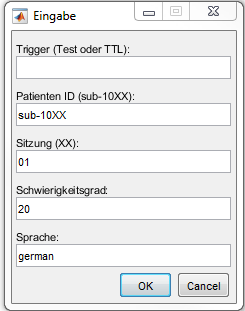 Eingabe
Trigger (Test oder TTL):
Patienten ID (sub-10XX):
sub-10XX
Sitzung (XX):
01
Schwierigkeitsgrad:
20
Sprache:
german
OK Cancel